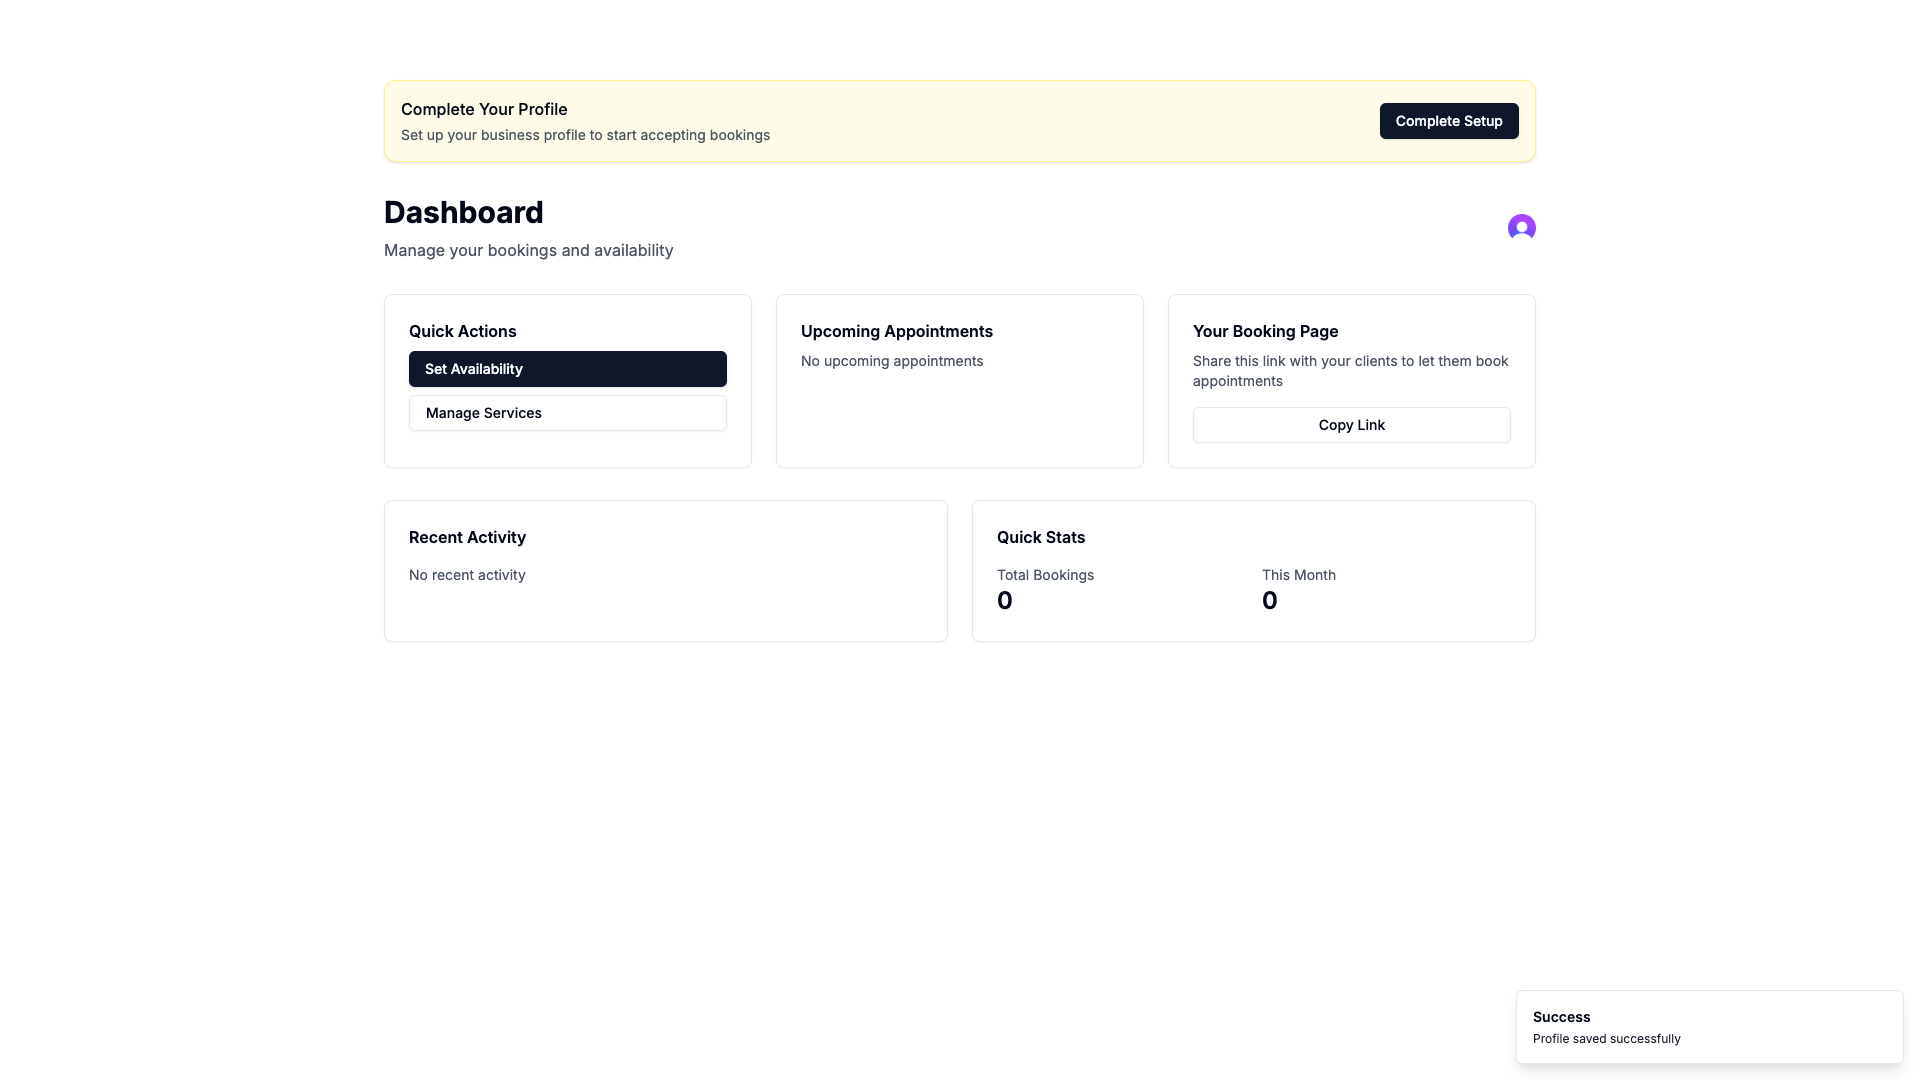 Complete Your Profile
Set up your business profile to start accepting bookings
Complete Setup
Dashboard
Manage your bookings and availability
Quick Actions
Set Availability
Manage Services
Upcoming Appointments
No upcoming appointments
Your Booking Page
Share this link with your clients to let them book
appointments
Copy Link
Recent Activity
No recent activity
Quick Stats
Total Bookings
0
This Month
0
Success
Profile saved successfully